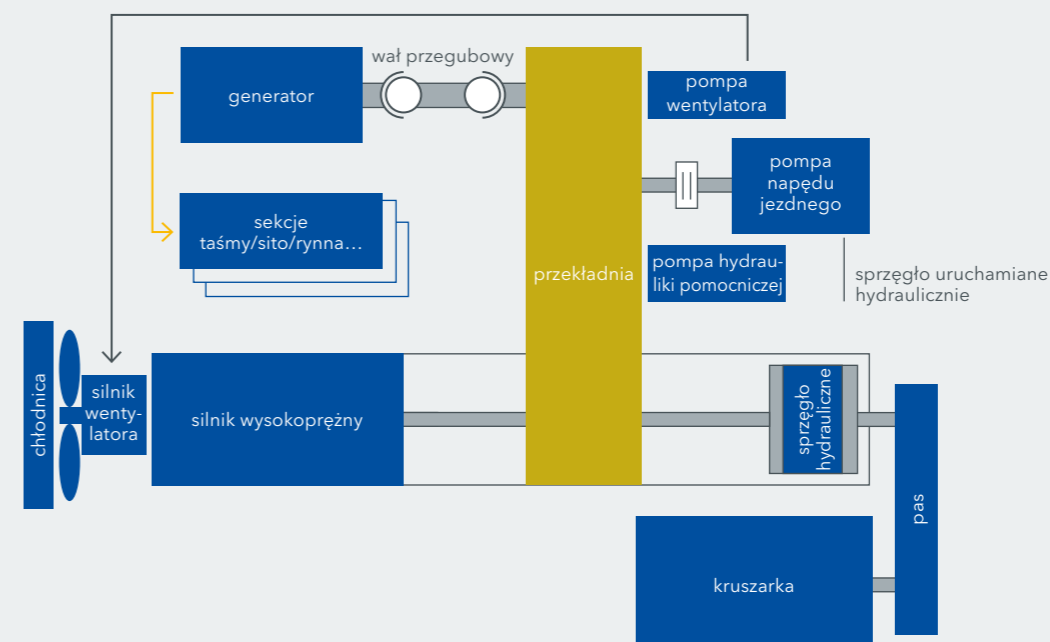 wał przegubowy
generator
pompa
wentylatora
pompa
napędu
jezdnego
sekcje
taśmy/sito/rynna…
przekładnia
pompa hydrau-
liki pomocniczej
sprzęgło uruchamiane
hydraulicznie
chłodnica
silnik
wenty-
latora
silnik wysokoprężny
sprzęgło
hydrauliczne
pas
kruszarka